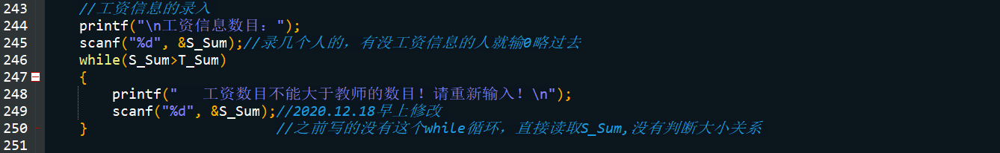 243 //工资信息的录入
244 printf("\n工资信息数目：");
245 scanf("%d", &S_Sum);//录几个人的，有没工资信息的人就输0略过去
246 while(S_Sum>T_Sum)
247 {
248 printf("   工资数目不能大于教师的数目！请重新输入！\n");
249 scanf("%d", &S_Sum);//2020.12.18早上修改
250 } //之前写的没有这个while循环，直接读取S_Sum,没有判断大小关系
251